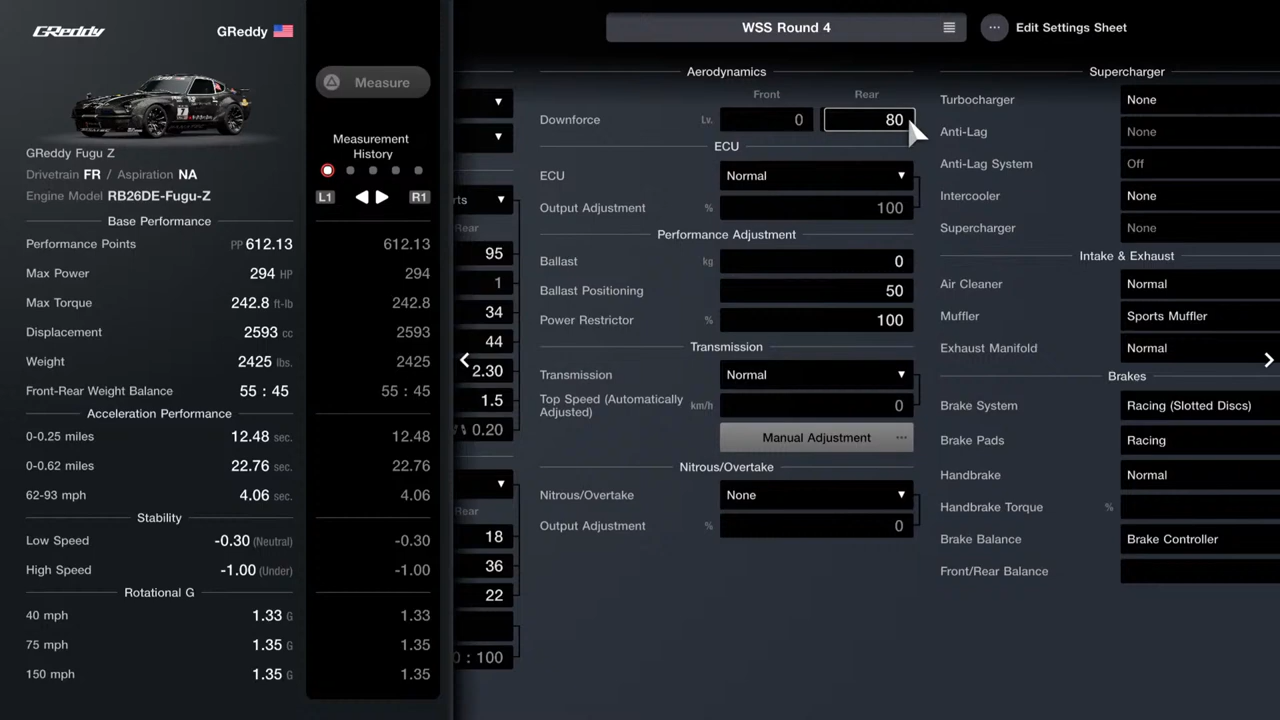 GReddy
GReddy
GReddy Fugu Z
Drivetrain FR / Aspiration NA
Engine Model RB26DE-Fugu-Z
Base Performance
Performance Points PP 612.13
Max Power 294 HP
Max Torque 242.8 ft-lb
Displacement 2593 cc
Weight 2425 lbs.
Front-Rear Weight Balance 55 : 45
Acceleration Performance
0-0.25 miles 12.48 sec.
0-0.62 miles 22.76 sec.
62-93 mph 4.06 sec.
Stability
Low Speed -0.30 (Neutral)
High Speed -1.00 (Under)
Rotational G
40 mph 1.33 G
75 mph 1.35 G
150 mph 1.35 G
Measure
Measurement
History
L1 R1
612.13
294
242.8
2593
2425
55 : 45
12.48
22.76
4.06
-0.30
-1.00
1.33
1.35
1.35
WSS Round 4
Edit Settings Sheet
rts
Rear
95
1
34
44
2.30
1.5
0.20
Rear
18
36
22
0 : 100
Aerodynamics
Front Rear
Downforce Lv. 0 80
ECU
ECU Normal
Output Adjustment % 100
Performance Adjustment
Ballast kg 0
Ballast Positioning 50
Power Restrictor % 100
Transmission
Transmission Normal
Top Speed (Automatically
Adjusted) km/h 0
Manual Adjustment
Nitrous/Overtake
Nitrous/Overtake None
Output Adjustment % 0
Supercharger
Turbocharger None
Anti-Lag None
Anti-Lag System Off
Intercooler None
Supercharger None
Intake & Exhaust
Air Cleaner Normal
Muffler Sports Muffler
Exhaust Manifold Normal
Brakes
Brake System Racing (Slotted Discs)
Brake Pads Racing
Handbrake Normal
Handbrake Torque %
Brake Balance Brake Controller
Front/Rear Balance